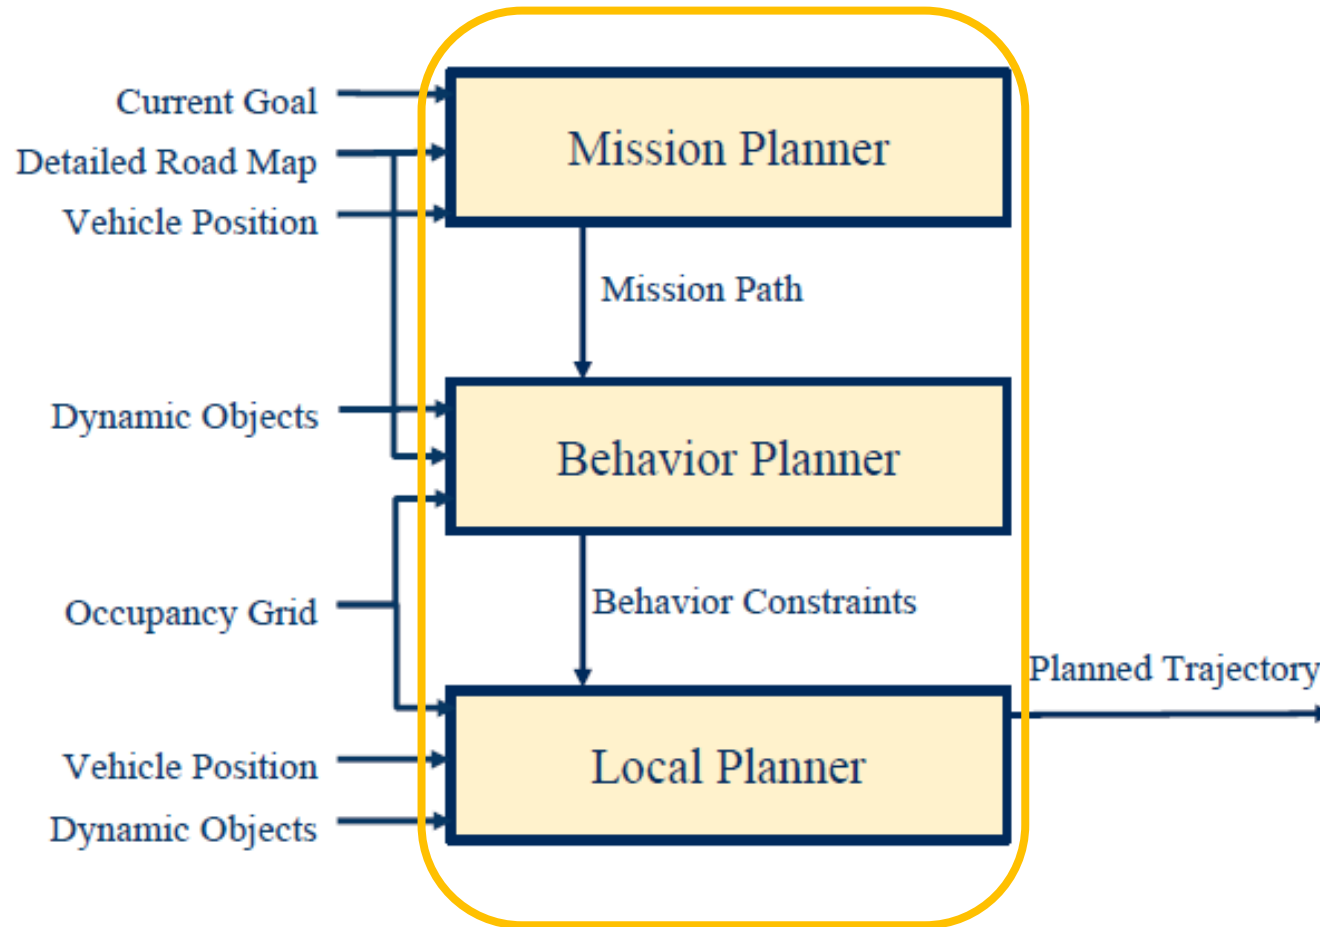 Current Goal
Mission Planner
Detailed Road Map
Vehicle Position
Mission Path
Dynamic Objects
Behavior Planner
Occupancy Grid
Behavior Constraints
Planned Trajectory
Vehicle Position
Local Planner
Dynamic Objects